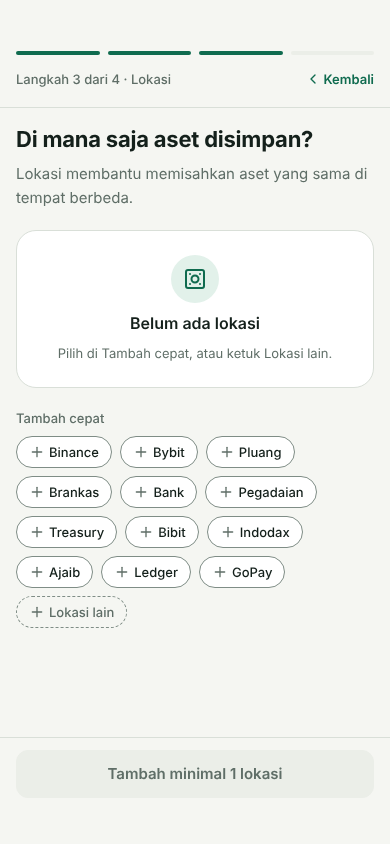 Langkah 3 dari 4 · Lokasi
Kembali
Di mana saja aset disimpan?
Lokasi membantu memisahkan aset yang sama di
tempat berbeda.
Belum ada lokasi
Pilih di Tambah cepat, atau ketuk Lokasi lain.
Tambah cepat
+ Binance + Bybit + Pluang
+ Brankas + Bank + Pegadaian
+ Treasury + Bibit + Indodax
+ Ajaib + Ledger + GoPay
+ Lokasi lain
Tambah minimal 1 lokasi